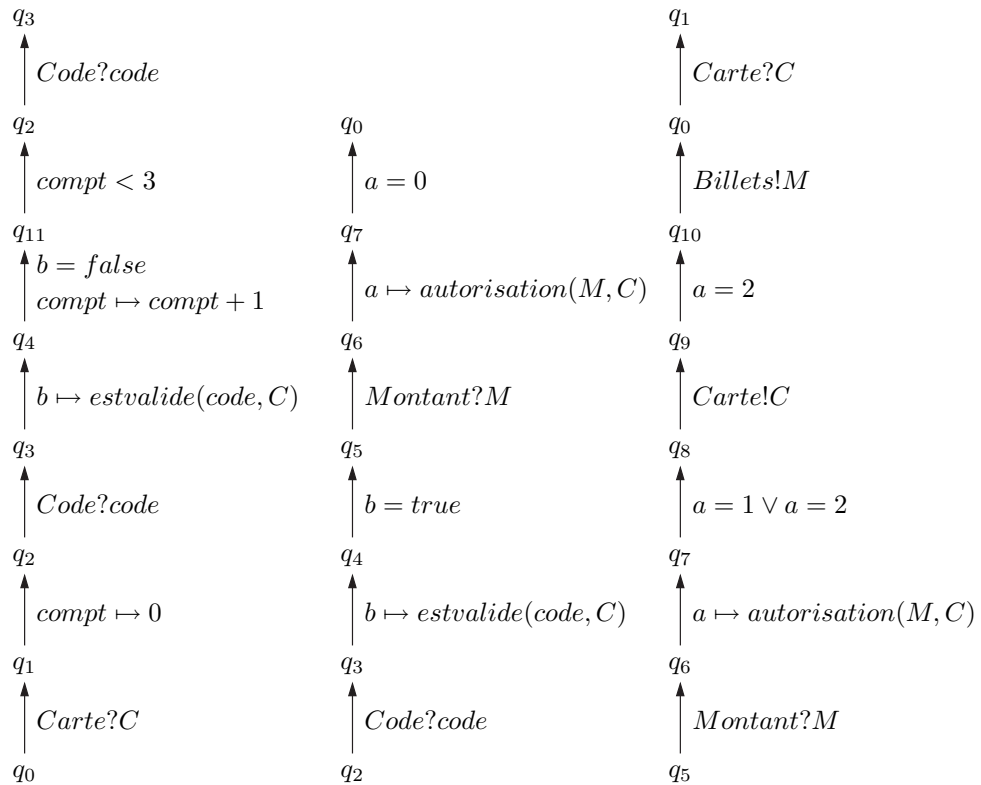 q₃
Code?code
q₂
compt < 3
q₁₁
b = false
compt ↦ compt + 1
q₄
b ↦ estvalide(code, C)
q₃
Code?code
q₂
compt ↦ 0
q₁
Carte?C
q₀
q₀
a = 0
q₇
a ↦ autorisation(M, C)
q₆
Montant?M
q₅
b = true
q₄
b ↦ estvalide(code, C)
q₃
Code?code
q₂
q₁
Carte?C
q₀
Billets!M
q₁₀
a = 2
q₉
Carte!C
q₈
a = 1 ∨ a = 2
q₇
a ↦ autorisation(M, C)
q₆
Montant?M
q₅